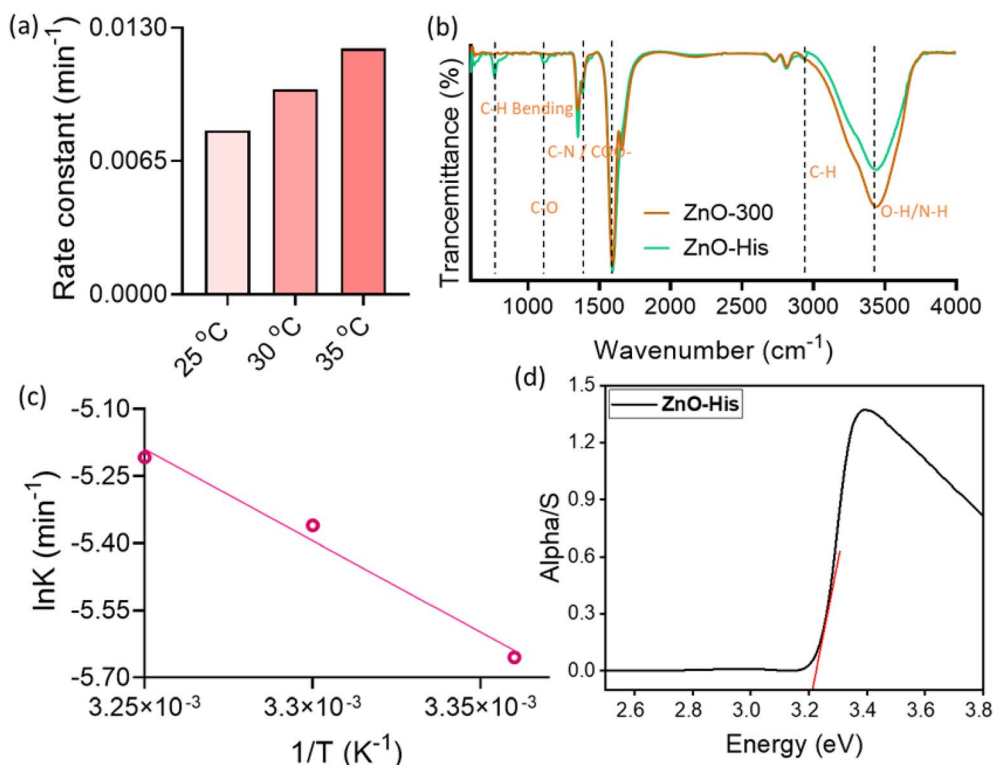 (a)
Rate constant (min⁻¹)
0.0130
0.0065
0.0000
25 °C
30 °C
35 °C
(b)
Trancemittance (%)
C-H Bending
C-N / COO-
C-O
C-H
O-H/N-H
ZnO-300
ZnO-His
1000 1500 2000 2500 3000 3500 4000
Wavenumber (cm⁻¹)
(c)
lnK (min⁻¹)
-5.10
-5.25
-5.40
-5.55
-5.70
3.25×10⁻³ 3.3×10⁻³ 3.35×10⁻³
1/T (K⁻¹)
(d)
ZnO-His
Alpha/S
1.5
1.2
0.9
0.6
0.3
0.0
2.6 2.8 3.0 3.2 3.4 3.6 3.8
Energy (eV)